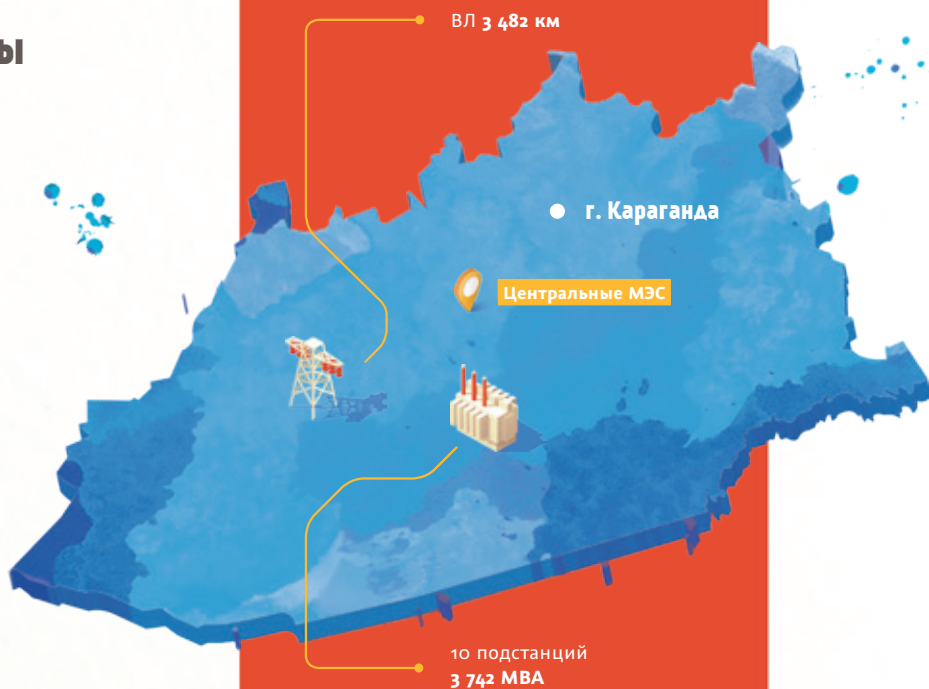 ВЛ 3 482 км
г. Караганда
Центральные МЭС
10 подстанций
3 742 МВА